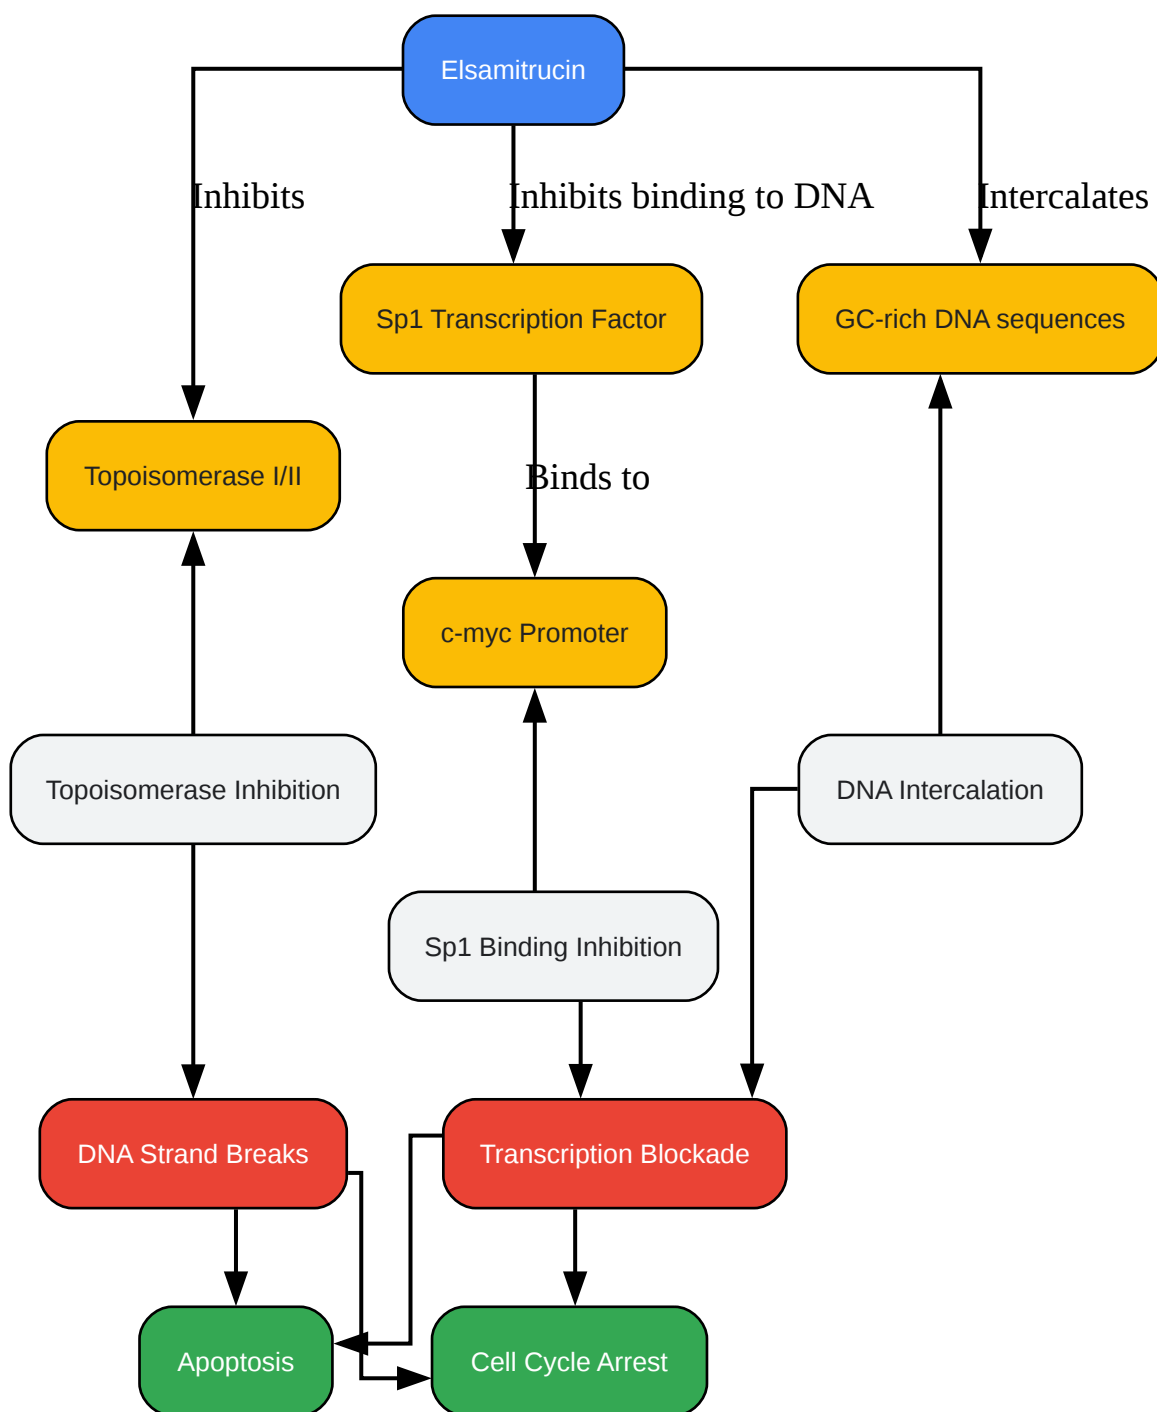 Elsamitrucin
Inhibits
Inhibits binding to DNA
Intercalates
Sp1 Transcription Factor
GC-rich DNA sequences
Topoisomerase I/II
Binds to
c-myc Promoter
Topoisomerase Inhibition
DNA Intercalation
Sp1 Binding Inhibition
DNA Strand Breaks
Transcription Blockade
Apoptosis
Cell Cycle Arrest